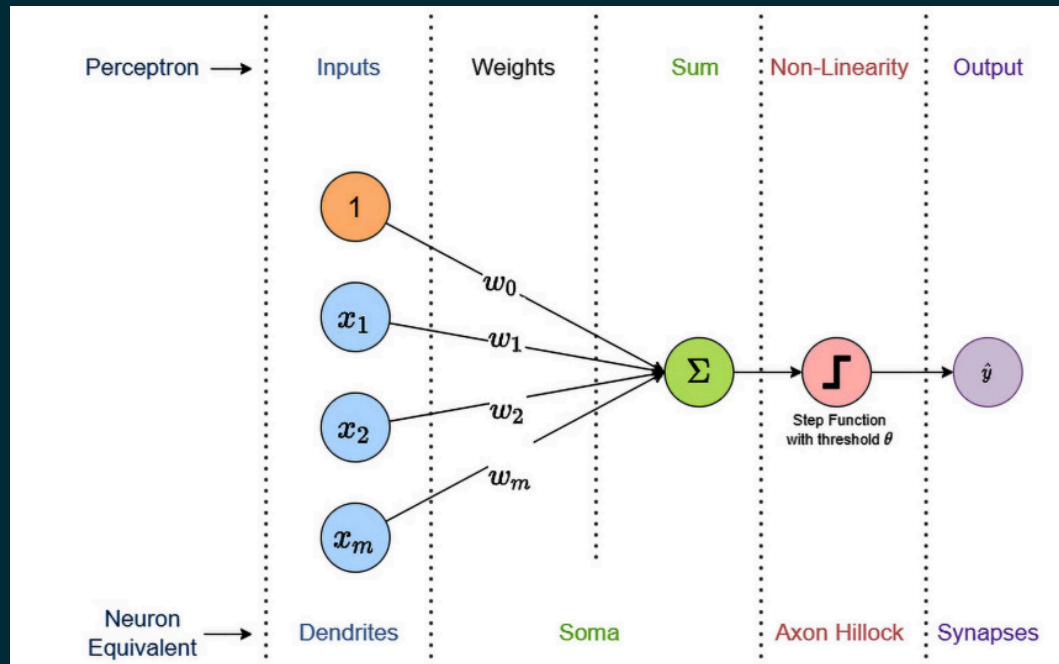 Perceptron
Inputs
Weights
Sum
Non-Linearity
Output
1
w₀
x₁
w₁
Σ
ŷ
x₂
w₂
Step Function
with threshold θ
wₘ
xₘ
Neuron
Equivalent
Dendrites
Soma
Axon Hillock
Synapses